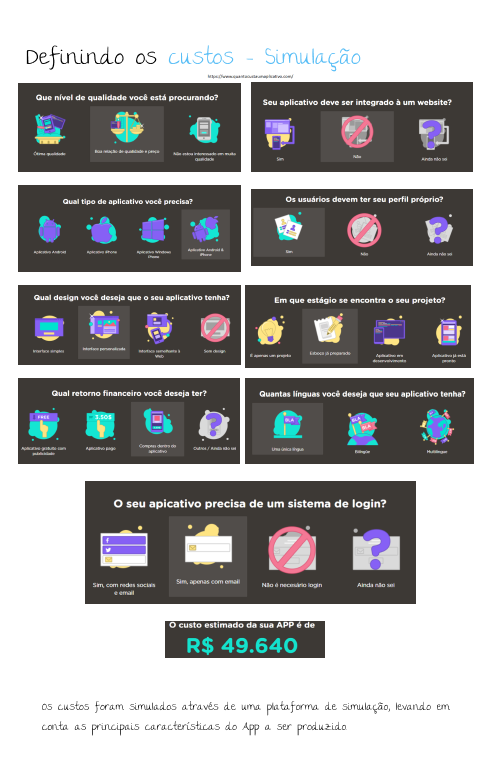 Definindo os custos - Simulação
https://www.quantocustaumaplicativo.com/
Que nível de qualidade você está procurando?
Ótima qualidade
Boa relação de qualidade e preço
Não estou interessado em muita
qualidade
Seu aplicativo deve ser integrado à um website?
Sim
Não
Ainda não sei
Qual tipo de aplicativo você precisa?
Aplicativo Android
Aplicativo iPhone
Aplicativo Windows
Phone
Aplicativo Android &
iPhone
Os usuários devem ter seu perfil próprio?
Sim
Não
Ainda não sei
Qual design você deseja que o seu aplicativo tenha?
Interface simples
Interface personalizada
Interface semelhante à
Web
Sem design
Em que estágio se encontra o seu projeto?
É apenas um projeto
Esboço já preparado
Aplicativo em
desenvolvimento
Aplicativo já está
pronto
Qual retorno financeiro você deseja ter?
FREE
Aplicativo gratuito com
publicidade
3,50$
Aplicativo pago
Compras dentro do
aplicativo
Outros / Ainda não sei
Quantas línguas você deseja que seu aplicativo tenha?
BLA
Uma única língua
BLA
BLA
Bilíngue
Multilíngue
O seu apicativo precisa de um sistema de login?
Sim, com redes sociais
e email
Sim, apenas com email
Não é necesário login
Ainda não sei
O custo estimado da sua APP é de
R$ 49.640
Os custos foram simulados através de uma plataforma de simulação, levando em
conta as principais características do App a ser produzido.